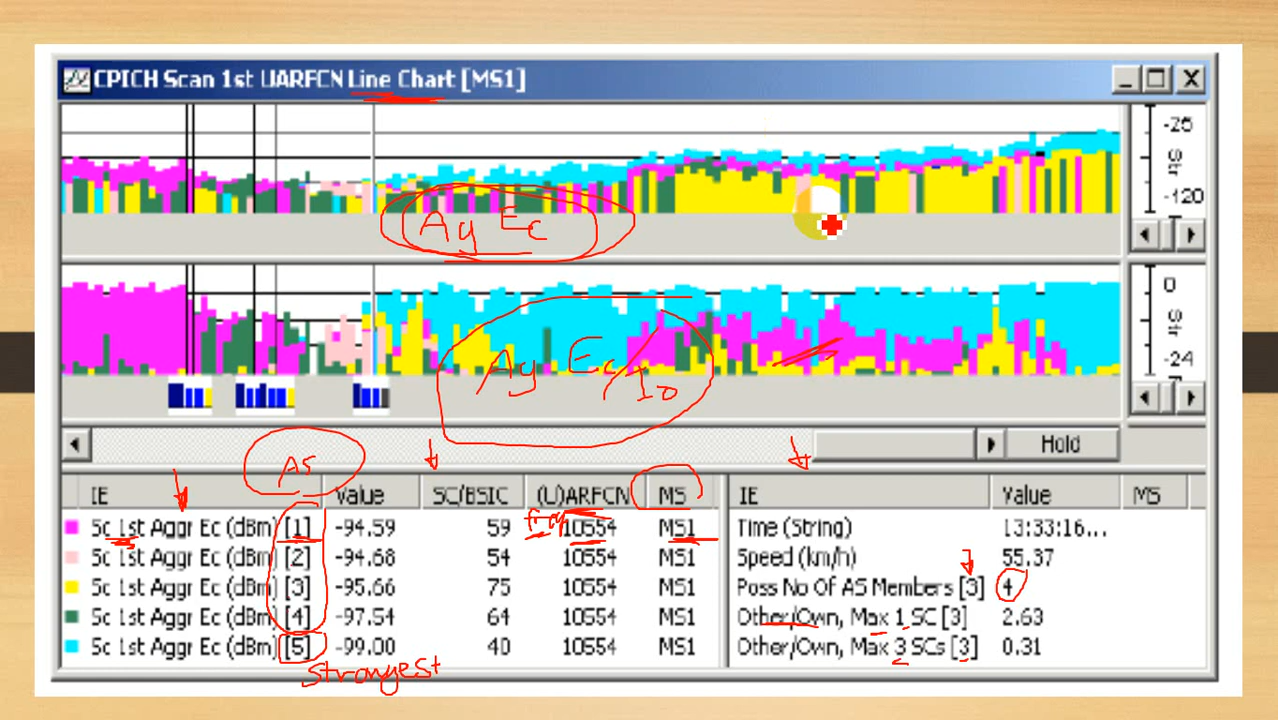 CPICH Scan 1st UARFCN Line Chart [MS1]
-25
-120
Ag Ec
0
-24
Ag Ec/Io
Hold
AS
IE Value SC/BSIC (U)ARFCN MS IE Value MS
Sc 1st Aggr Ec (dBm) [1] -94.59 59 10554 MS1 Time (String) 13:33:16...
freq
Sc 1st Aggr Ec (dBm) [2] -94.68 54 10554 MS1 Speed (km/h) 55.37
Sc 1st Aggr Ec (dBm) [3] -95.66 75 10554 MS1 Poss No Of AS Members [3] 4
Sc 1st Aggr Ec (dBm) [4] -97.54 64 10554 MS1 Other/Own, Max 1 SC [3] 2.63
Sc 1st Aggr Ec (dBm) [5] -99.00 40 10554 MS1 Other/Own, Max 3 SCs [3] 0.31
strongest